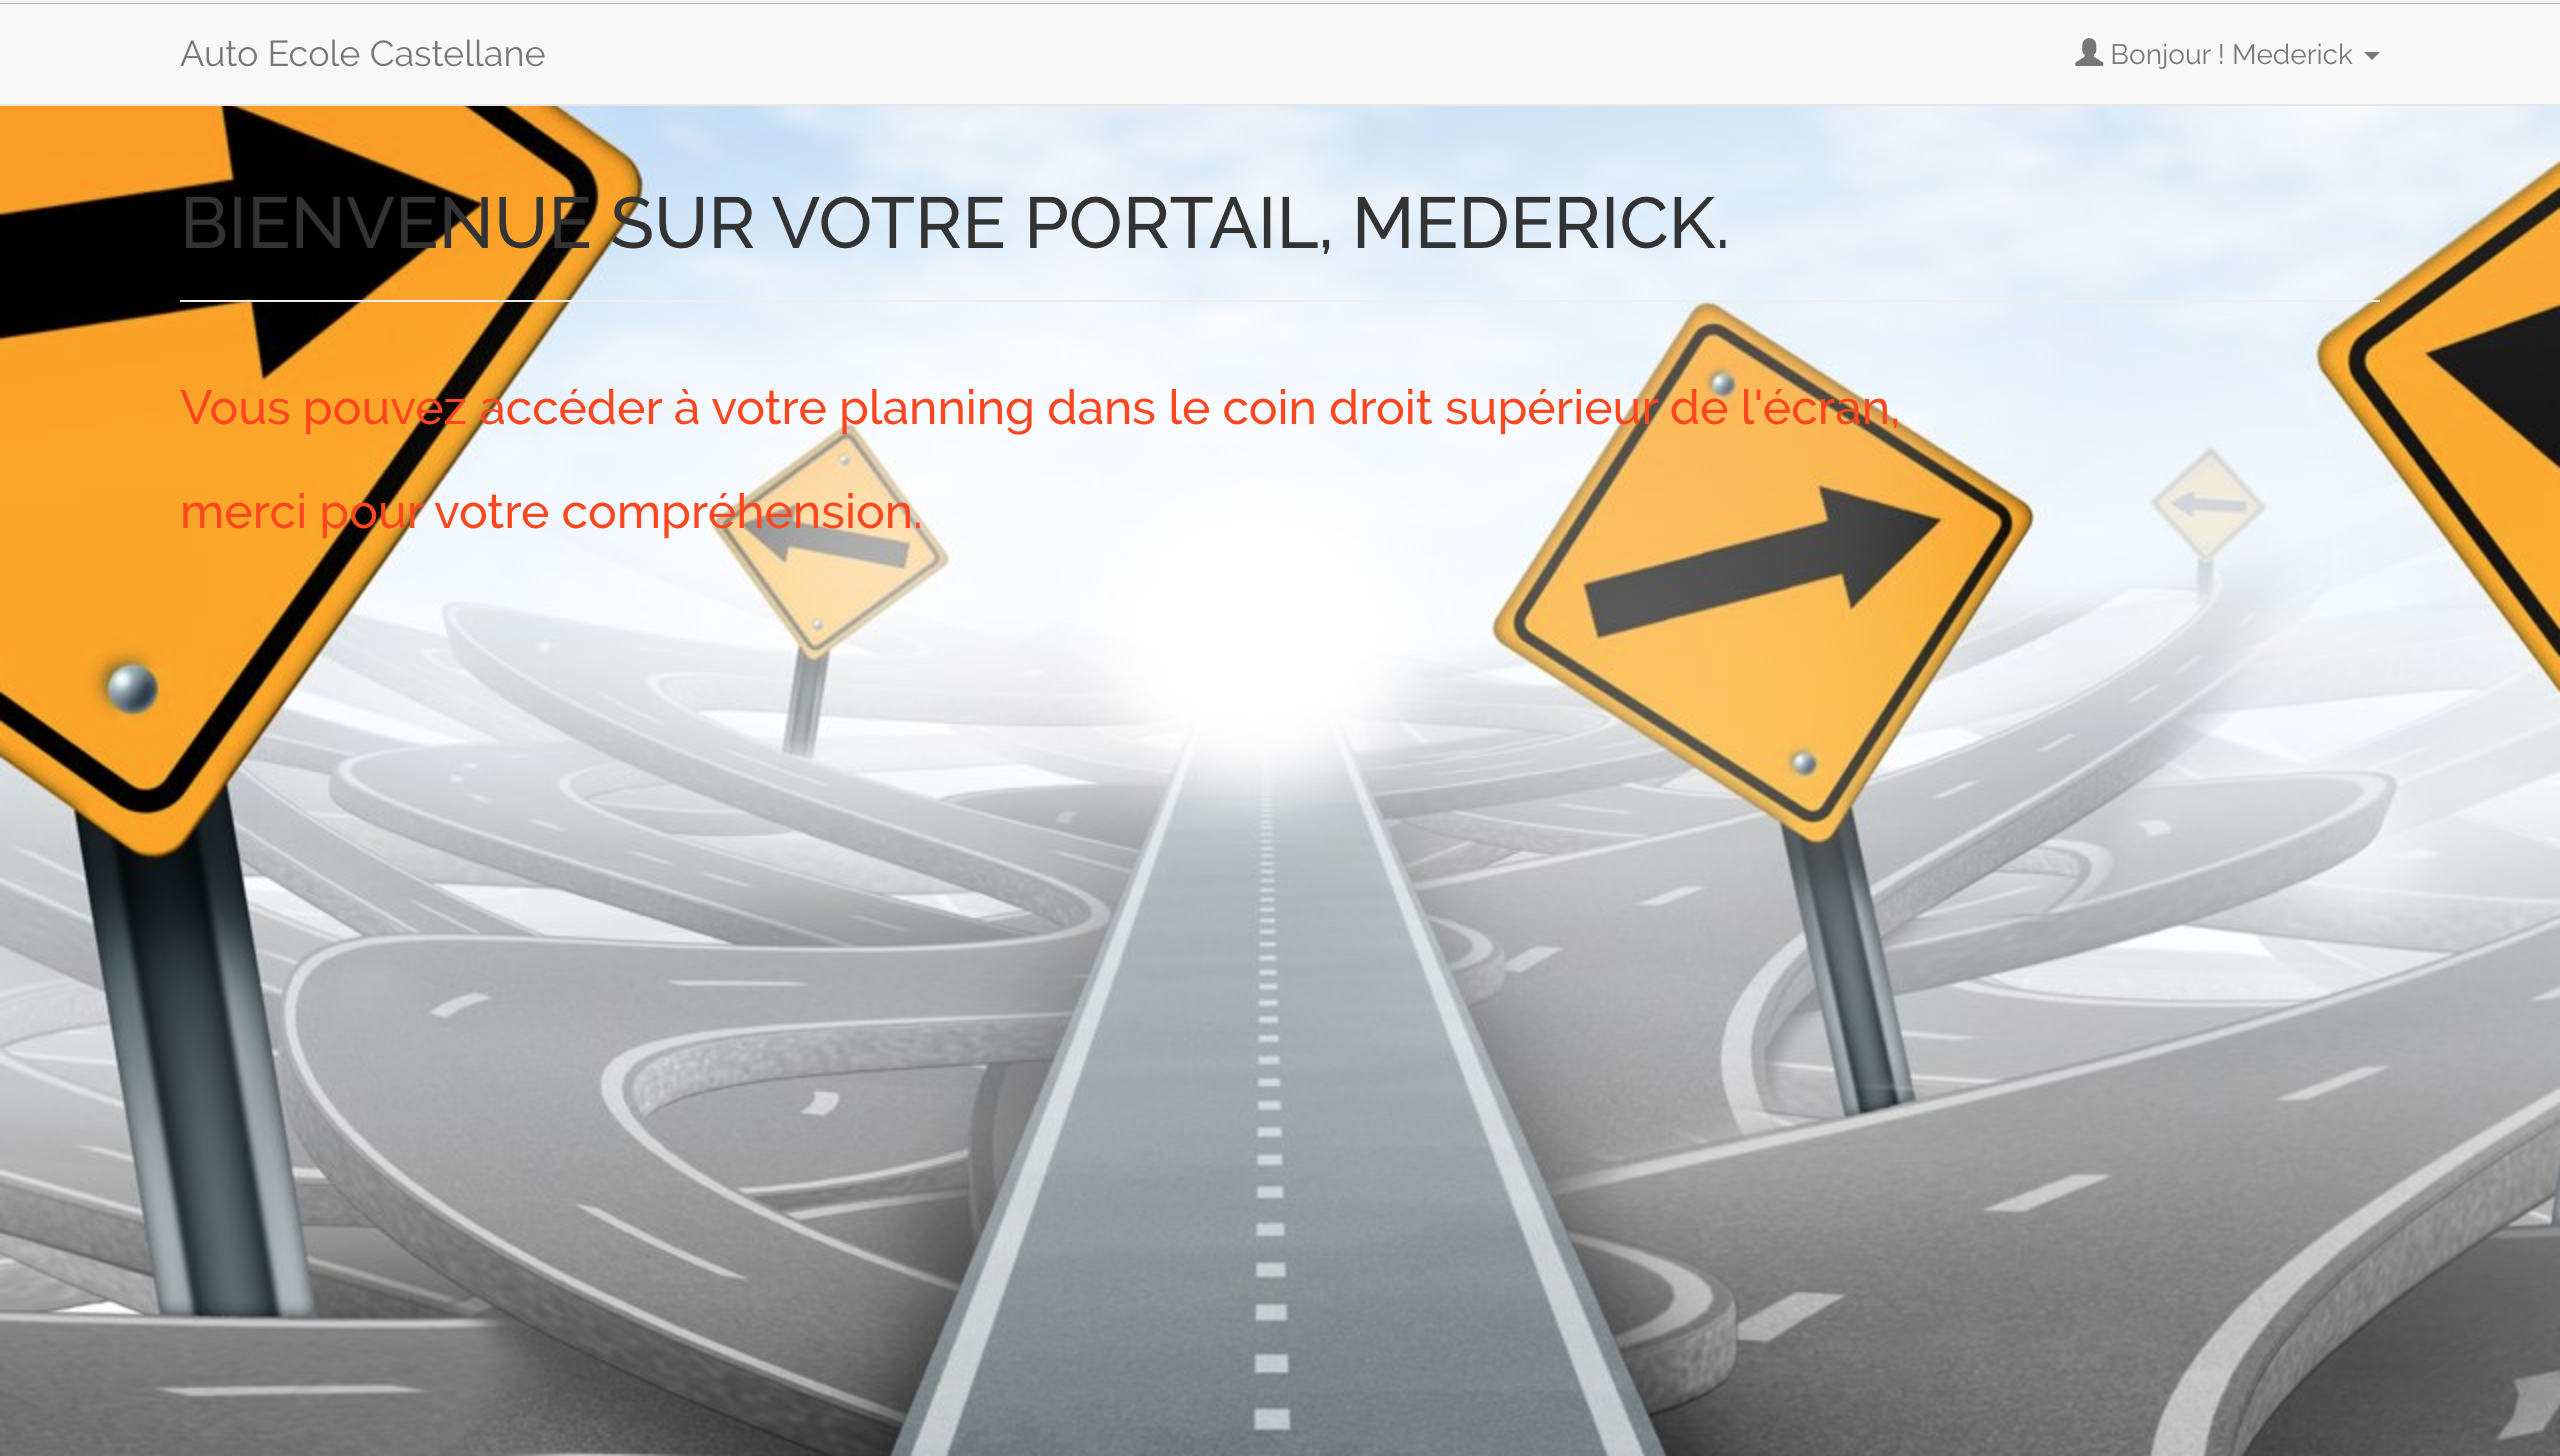 Auto Ecole Castellane
Bonjour ! Mederick
BIENVENUE SUR VOTRE PORTAIL, MEDERICK.
Vous pouvez accéder à votre planning dans le coin droit supérieur de l'écran,
merci pour votre compréhension.